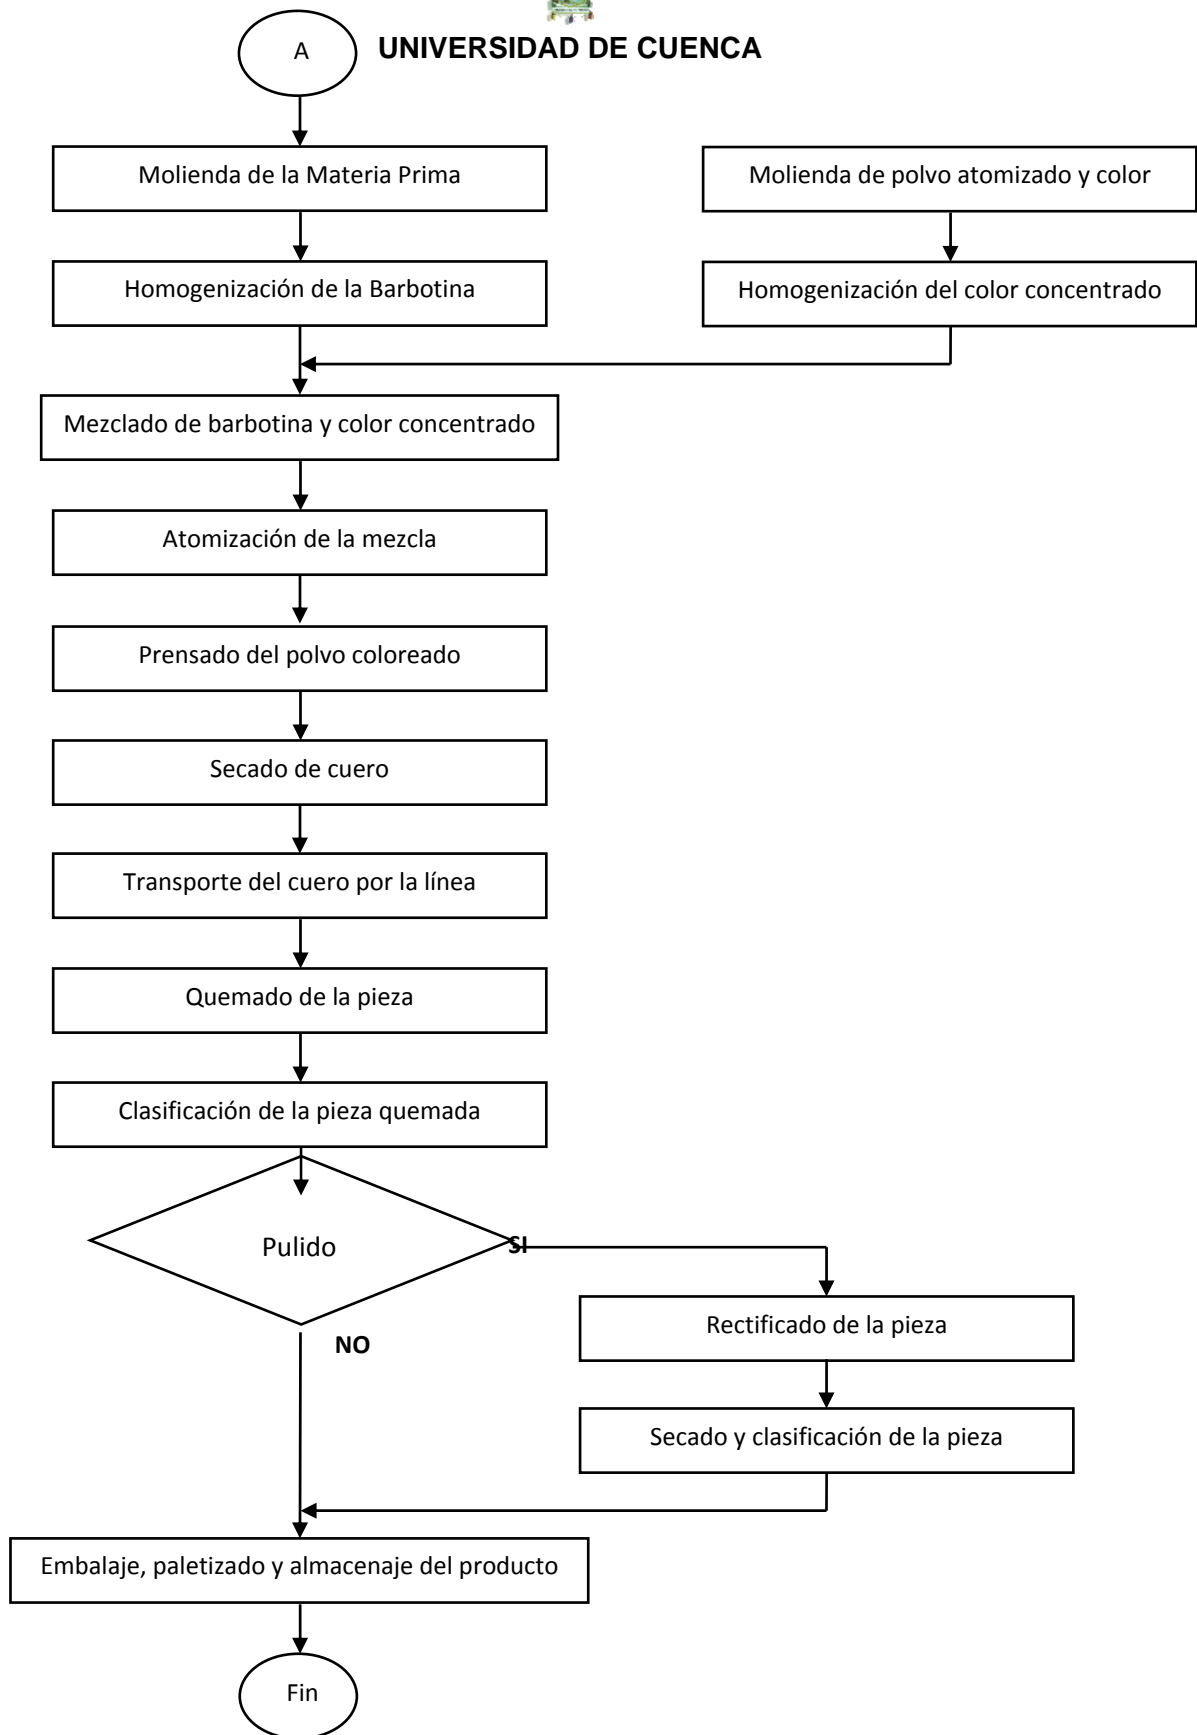 A
UNIVERSIDAD DE CUENCA
Molienda de la Materia Prima
Molienda de polvo atomizado y color
Homogenización de la Barbotina
Homogenización del color concentrado
Mezclado de barbotina y color concentrado
Atomización de la mezcla
Prensado del polvo coloreado
Secado de cuero
Transporte del cuero por la línea
Quemado de la pieza
Clasificación de la pieza quemada
Pulido
SI
Rectificado de la pieza
NO
Secado y clasificación de la pieza
Embalaje, paletizado y almacenaje del producto
Fin